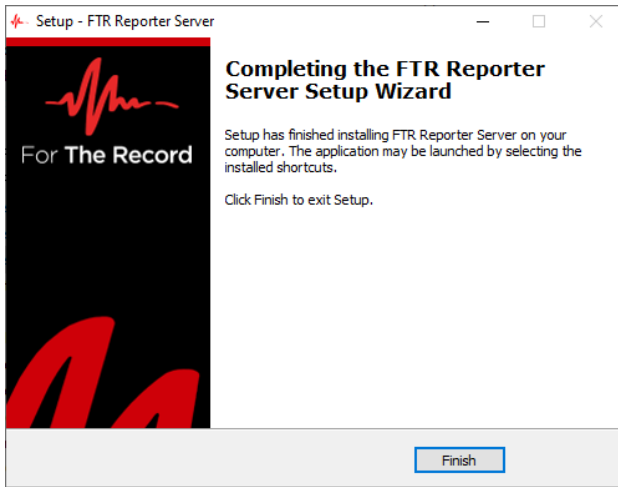 Setup - FTR Reporter Server
For The Record
Completing the FTR Reporter
Server Setup Wizard
Setup has finished installing FTR Reporter Server on your
computer. The application may be launched by selecting the
installed shortcuts.
Click Finish to exit Setup.
Finish